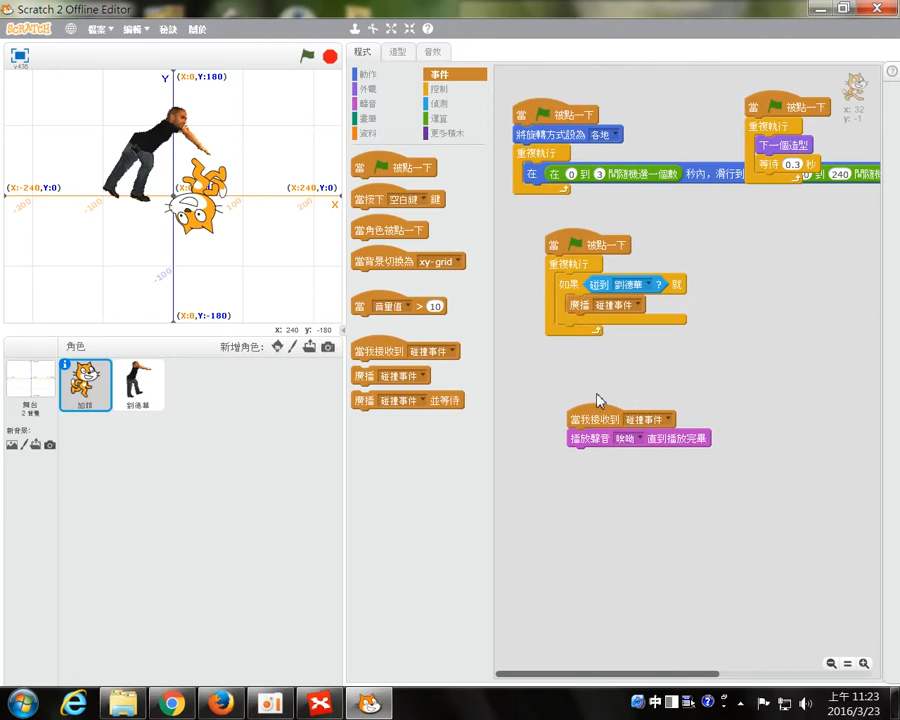 Scratch 2 Offline Editor
SCRATCH 檔案▼ 編輯▼ 秘訣 關於
v438
Y (X:0,Y:180)
(X:-240,Y:0) (X:240,Y:0)
-200 -100 100 200 X
-100
(X:0,Y:-180)
x: 240 y: -180
角色 新增角色:
舞台
2 背景
加菲 劉德華
新背景:
程式 造型 音效
動作 事件
外觀 控制
聲音 偵測
畫筆 運算
資料 更多積木
當 被點一下
當按下 空白鍵 鍵
當角色被點一下
當背景切換為 xy-grid
當 音量值 > 10
當我接收到 碰撞事件
廣播 碰撞事件
廣播 碰撞事件 並等待
當 被點一下
將旋轉方式設為 各地
重複執行
在 在 0 到 3 間隨機選一個數 秒內，滑行到 0 到 240 間隨
當 被點一下
重複執行
下一個造型
等待 0.3 秒
x: 32
y: -1
當 被點一下
重複執行
如果 碰到 劉德華 ? 就
廣播 碰撞事件
當我接收到 碰撞事件
播放聲音 唉呦 直到播放完畢
中 上午 11:23
2016/3/23